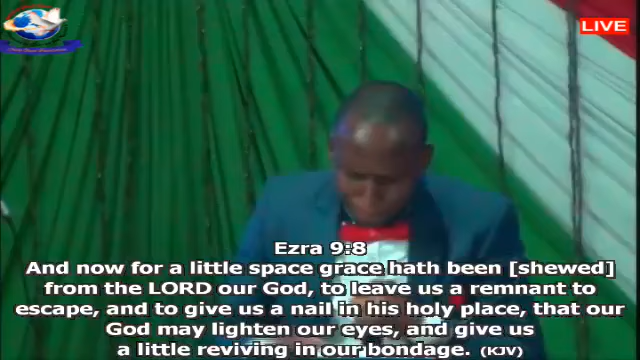 LIVE
Ezra 9:8
And now for a little space grace hath been [shewed]
from the LORD our God, to leave us a remnant to
escape, and to give us a nail in his holy place, that our
God may lighten our eyes, and give us
a little reviving in our bondage. (KJV)